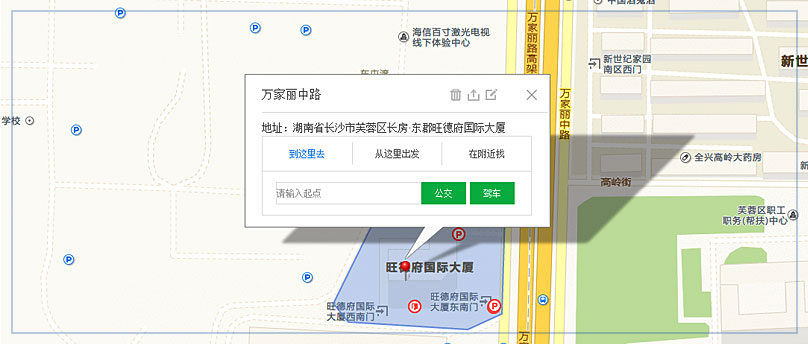 中国酒鬼酒
海信百寸激光电视
线下体验中心
万家丽路高架
新世纪家园
南区西门
新世
万家丽中路
学校
地址：湖南省长沙市芙蓉区长房·东郡旺德府国际大厦
到这里去
从这里出发
在附近找
请输入起点
公交
驾车
万家丽中路
全兴高岭大药房
高岭街
芙蓉区职工
职务(帮扶)中心
旺德府国际大厦
旺德府国际
大厦西南门
旺德府国际
大厦东南门
万